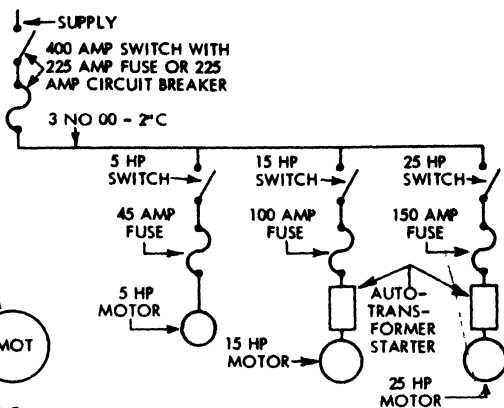 SUPPLY
400 AMP SWITCH WITH
225 AMP FUSE OR 225
AMP CIRCUIT BREAKER
3 NO 00 - 2"C
5 HP
SWITCH
15 HP
SWITCH
25 HP
SWITCH
45 AMP
FUSE
100 AMP
FUSE
150 AMP
FUSE
5 HP
MOTOR
AUTO-
TRANS-
FORMER
STARTER
15 HP
MOTOR
25 HP
MOTOR
MOT